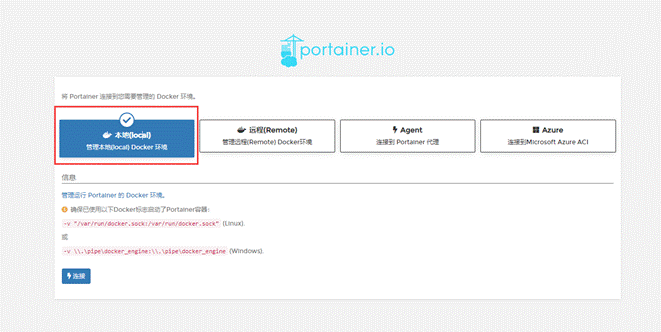 portainer.io
将 Portainer 连接到您需要管理的 Docker 环境。
本地(local)
管理本地(local) Docker 环境
远程(Remote)
管理远程(Remote) Docker环境
Agent
连接到 Portainer 代理
Azure
连接到Microsoft Azure ACI
信息
管理运行 Portainer 的 Docker 环境。
确保已使用以下Docker标志启动了Portainer容器:
-v "/var/run/docker.sock:/var/run/docker.sock" (Linux).
或
-v \\.\pipe\docker_engine:\\.\pipe\docker_engine (Windows).
连接